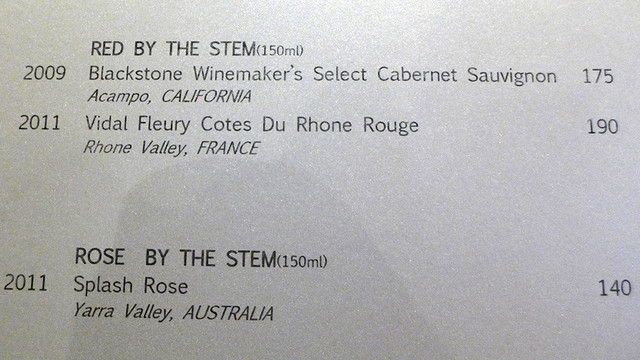 RED BY THE STEM(150ml)
2009 Blackstone Winemaker's Select Cabernet Sauvignon 175
Acampo, CALIFORNIA
2011 Vidal Fleury Cotes Du Rhone Rouge 190
Rhone Valley, FRANCE
ROSE BY THE STEM(150ml)
2011 Splash Rose 140
Yarra Valley, AUSTRALIA